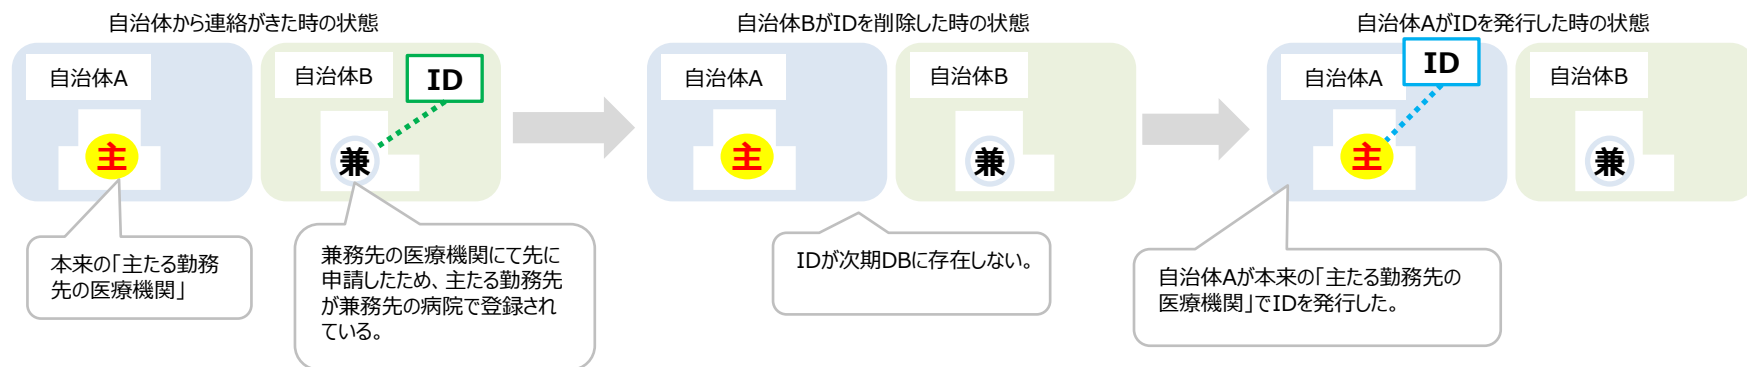 自治体から連絡がきた時の状態
自治体A
主
本来の「主たる勤務
先の医療機関」
自治体B
ID
兼
兼務先の医療機関にて先に
申請したため、主たる勤務先
が兼務先の病院で登録され
ている。
自治体BがIDを削除した時の状態
自治体A
主
自治体B
兼
IDが次期DBに存在しない。
自治体AがIDを発行した時の状態
自治体A
ID
主
自治体B
兼
自治体Aが本来の「主たる勤務先の
医療機関」でIDを発行した。